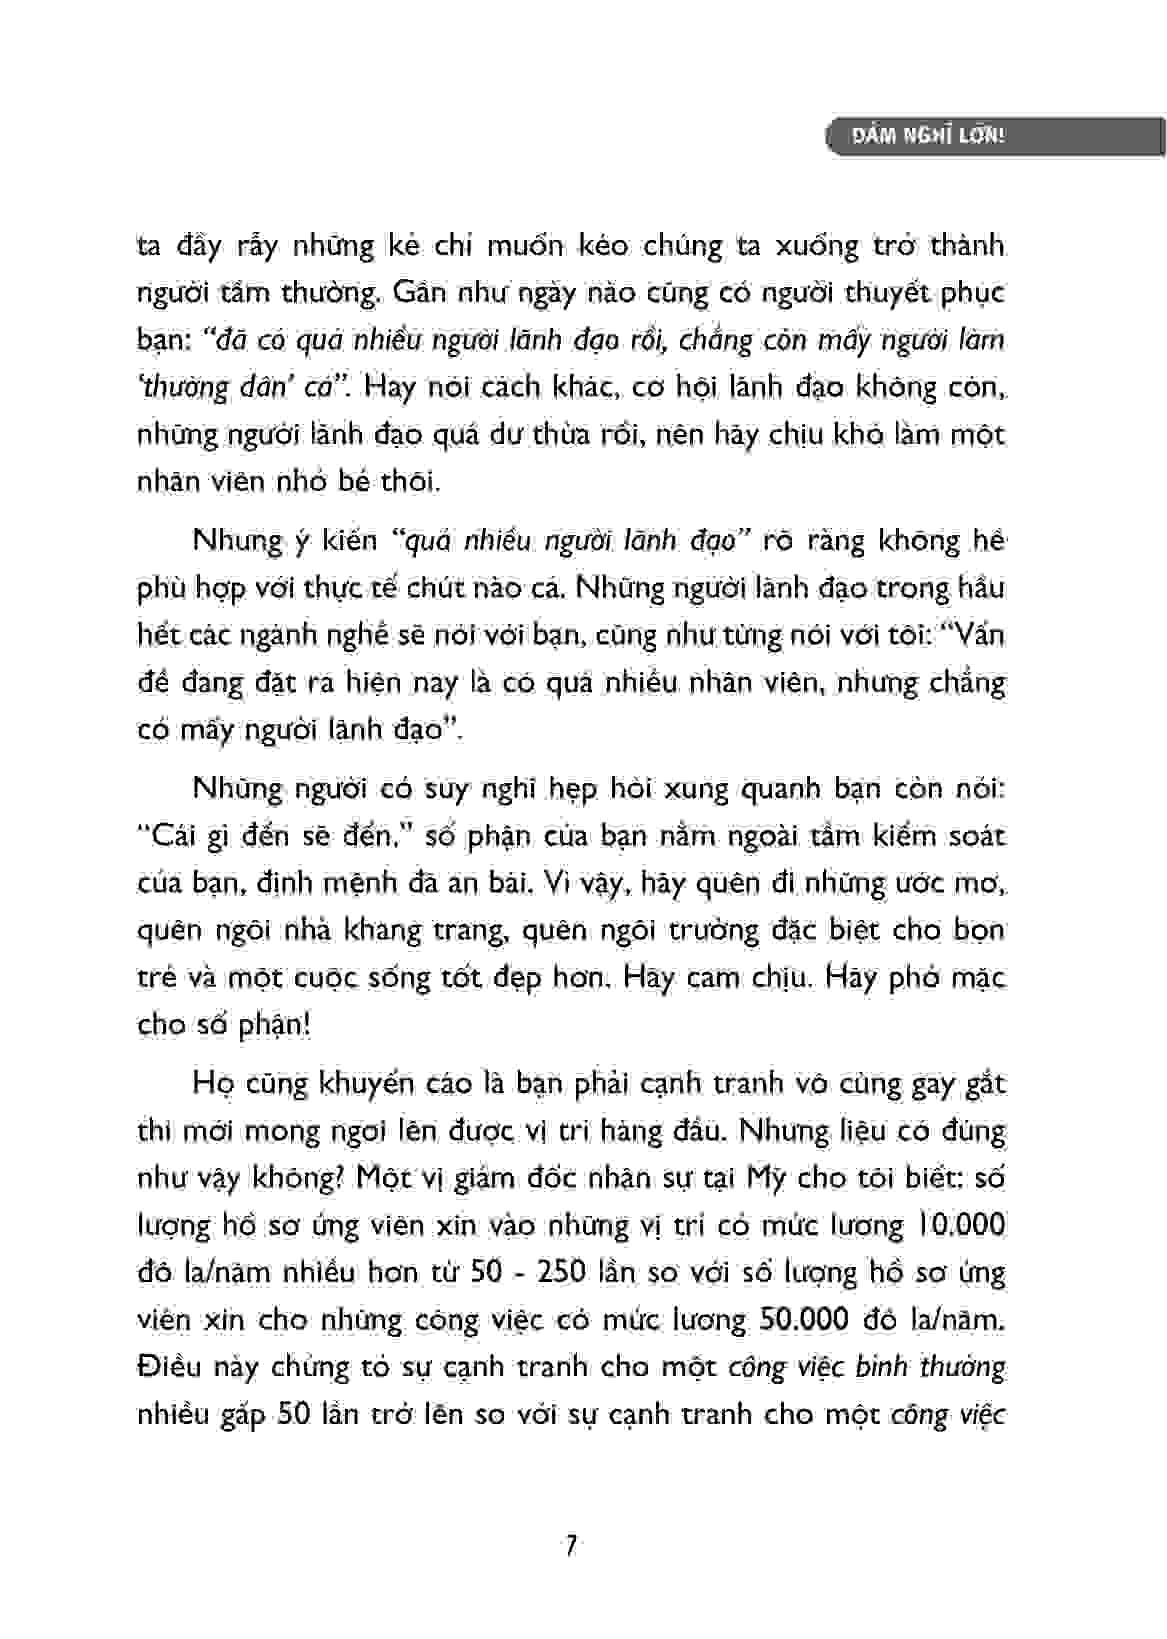 DÁM NGHĨ LỚN!
ta đầy rẫy những kẻ chỉ muốn kéo chúng ta xuống trở thành
người tầm thường. Gần như ngày nào cũng có người thuyết phục
bạn: “đã có quá nhiều người lãnh đạo rồi, chẳng còn mấy người làm
‘thường dân’ cả”. Hay nói cách khác, cơ hội lãnh đạo không còn,
những người lãnh đạo quá dư thừa rồi, nên hãy chịu khó làm một
nhân viên nhỏ bé thôi.
Nhưng ý kiến “quá nhiều người lãnh đạo” rõ ràng không hề
phù hợp với thực tế chút nào cả. Những người lãnh đạo trong hầu
hết các ngành nghề sẽ nói với bạn, cũng như từng nói với tôi: “Vấn
đề đang đặt ra hiện nay là có quá nhiều nhân viên, nhưng chẳng
có mấy người lãnh đạo”.
Những người có suy nghĩ hẹp hòi xung quanh bạn còn nói:
“Cái gì đến sẽ đến,” số phận của bạn nằm ngoài tầm kiểm soát
của bạn, định mệnh đã an bài. Vì vậy, hãy quên đi những ước mơ,
quên ngôi nhà khang trang, quên ngôi trường đặc biệt cho bọn
trẻ và một cuộc sống tốt đẹp hơn. Hãy cam chịu. Hãy phó mặc
cho số phận!
Họ cũng khuyến cáo là bạn phải cạnh tranh vô cùng gay gắt
thì mới mong ngoi lên được vị trí hàng đầu. Nhưng liệu có đúng
như vậy không? Một vị giám đốc nhân sự tại Mỹ cho tôi biết: số
lượng hồ sơ ứng viên xin vào những vị trí có mức lương 10.000
đô la/năm nhiều hơn từ 50 - 250 lần so với số lượng hồ sơ ứng
viên xin cho những công việc có mức lương 50.000 đô la/năm.
Điều này chứng tỏ sự cạnh tranh cho một công việc bình thường
nhiều gấp 50 lần trở lên so với sự cạnh tranh cho một công việc
7